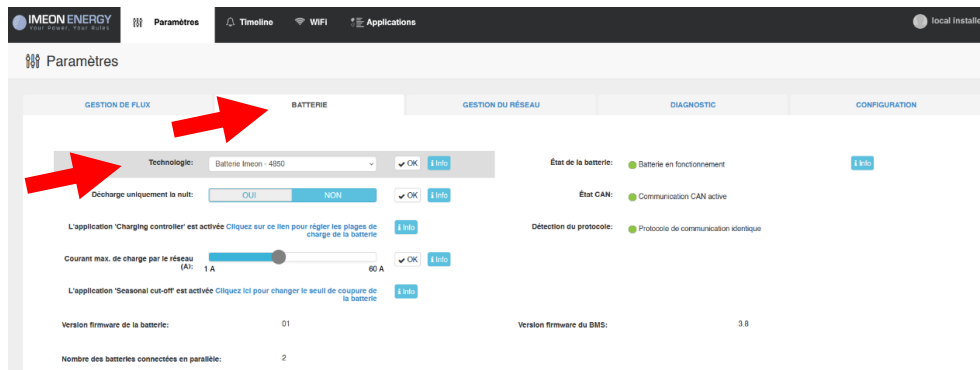 IMEON ENERGY
Your Power, Your Rules
Paramètres
Timeline
WiFi
Applications
local installe
Paramètres
GESTION DE FLUX
BATTERIE
GESTION DU RÉSEAU
DIAGNOSTIC
CONFIGURATION
Technologie:
Batterie Imeon - 4850
OK
Info
État de la batterie:
Batterie en fonctionnement
Info
Décharge uniquement la nuit:
OUI
NON
OK
Info
État CAN:
Communication CAN active
L'application 'Charging controller' est activée Cliquez sur ce lien pour régler les plages de
charge de la batterie
Info
Détection du protocole:
Protocole de communication identique
Courant max. de charge par le réseau
(A):
1 A
60 A
OK
Info
L'application 'Seasonal cut-off' est activée Cliquez ici pour changer le seuil de coupure de
la batterie
Info
Version firmware de la batterie:
01
Version firmware du BMS:
3.8
Nombre des batteries connectées en parallèle:
2